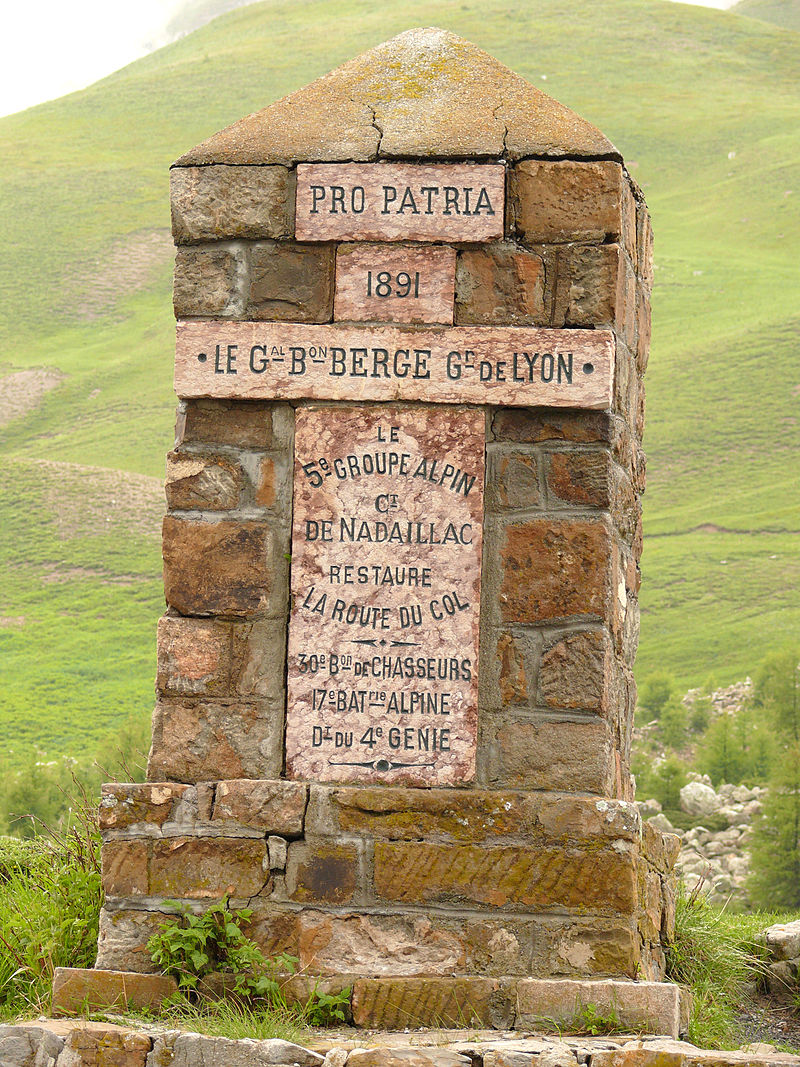 PRO PATRIA
1891
• LE Gal Bon BERGE Gr DE LYON •
LE
5e GROUPE ALPIN
Ct
DE NADAILLAC
RESTAURE
LA ROUTE DU COL
30e Bon DE CHASSEURS
17e BATrie ALPINE
Dt DU 4e GENIE